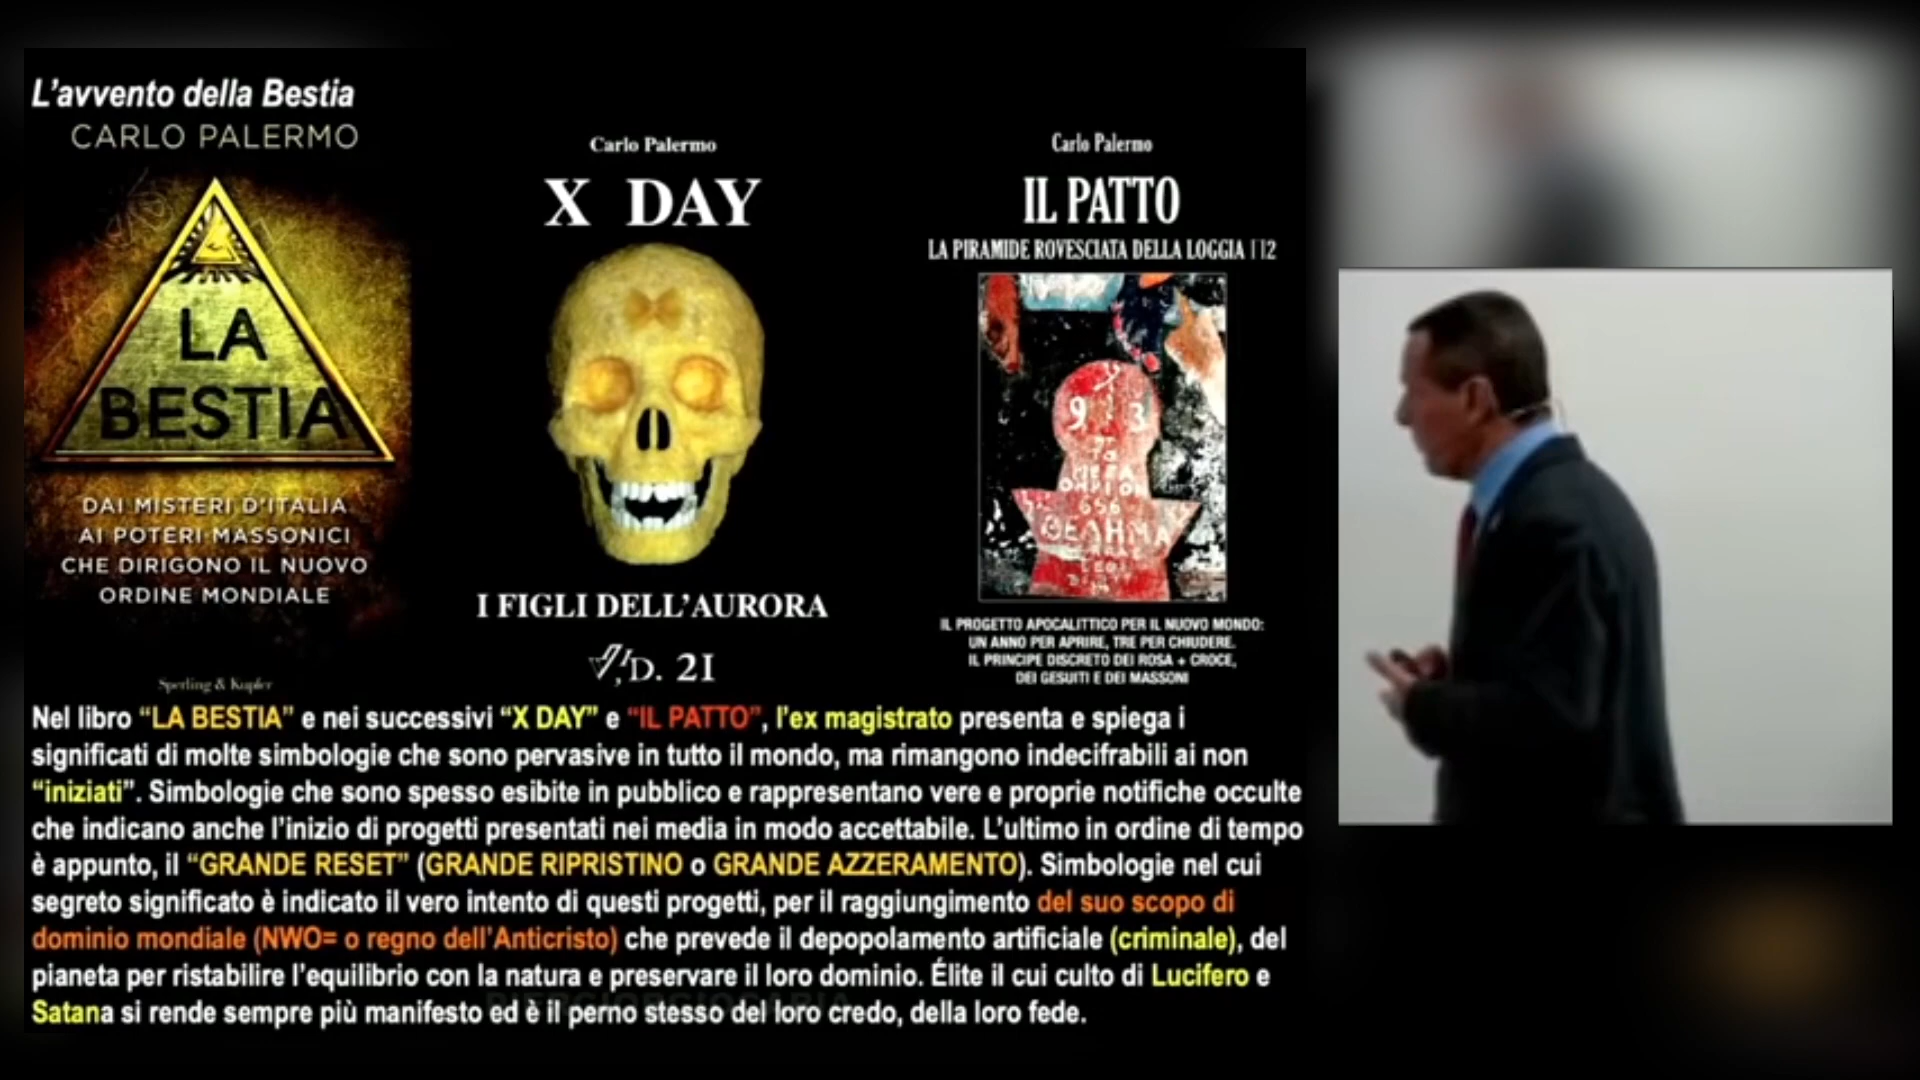 L'avvento della Bestia
CARLO PALERMO
LA
BESTIA
DAI MISTERI D'ITALIA
AI POTERI MASSONICI
CHE DIRIGONO IL NUOVO
ORDINE MONDIALE
Sperling & Kupfer
Carlo Palermo
X DAY
I FIGLI DELL'AURORA
D. 21
Carlo Palermo
IL PATTO
LA PIRAMIDE ROVESCIATA DELLA LOGGIA Π2
9 3
656
IL PROGETTO APOCALITTICO PER IL NUOVO MONDO:
UN ANNO PER APRIRE, TRE PER CHIUDERE.
IL PRINCIPE DISCRETO DEI ROSA + CROCE,
DEI GESUITI E DEI MASSONI
Nel libro “LA BESTIA” e nei successivi “X DAY” e “IL PATTO”, l'ex magistrato presenta e spiega i
significati di molte simbologie che sono pervasive in tutto il mondo, ma rimangono indecifrabili ai non
“iniziati”. Simbologie che sono spesso esibite in pubblico e rappresentano vere e proprie notifiche occulte
che indicano anche l'inizio di progetti presentati nei media in modo accettabile. L'ultimo in ordine di tempo
è appunto, il “GRANDE RESET” (GRANDE RIPRISTINO o GRANDE AZZERAMENTO). Simbologie nel cui
segreto significato è indicato il vero intento di questi progetti, per il raggiungimento del suo scopo di
dominio mondiale (NWO= o regno dell'Anticristo) che prevede il depopolamento artificiale (criminale), del
pianeta per ristabilire l'equilibrio con la natura e preservare il loro dominio. Élite il cui culto di Lucifero e
Satana si rende sempre più manifesto ed è il perno stesso del loro credo, della loro fede.